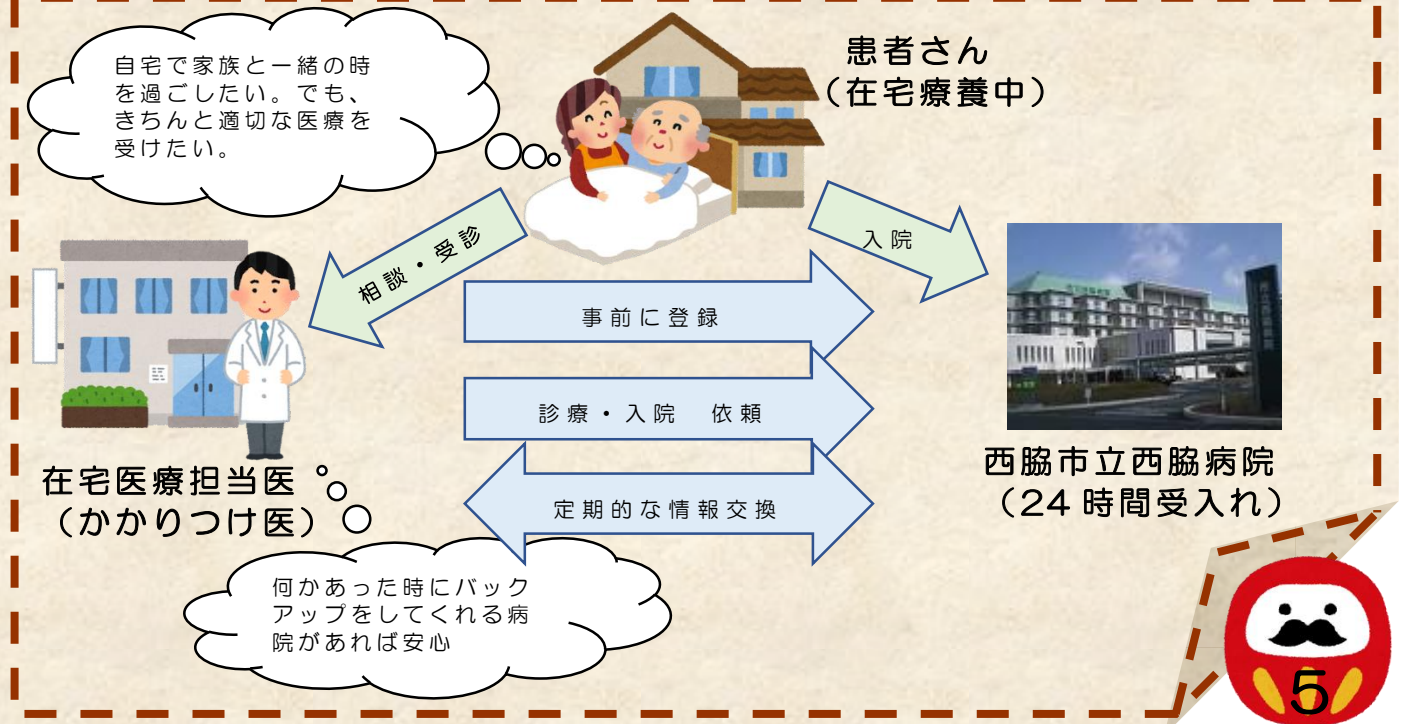 自宅で家族と一緒の時
を過ごしたい。でも、
きちんと適切な医療を
受けたい。
患者さん
（在宅療養中）
相談・受診
入院
事前に登録
診療・入院　依頼
定期的な情報交換
在宅医療担当医
（かかりつけ医）
西脇市立西脇病院
（24時間受入れ）
何かあった時にバック
アップをしてくれる病
院があれば安心
5